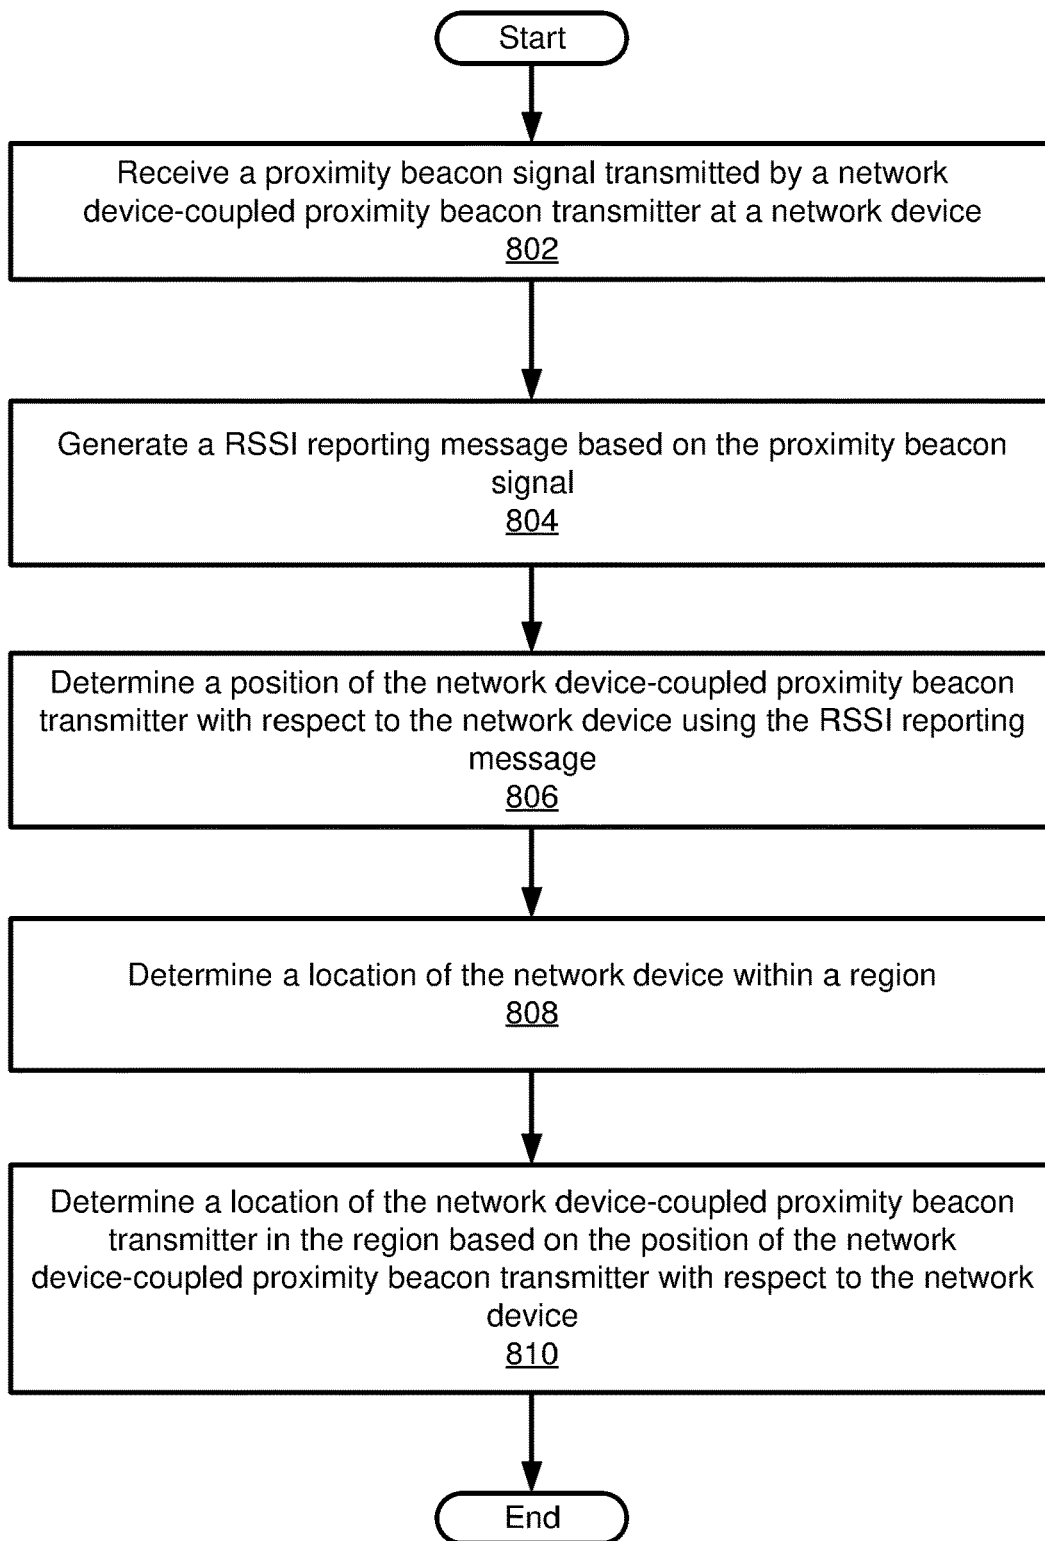 Start
Receive a proximity beacon signal transmitted by a network
device-coupled proximity beacon transmitter at a network device
802
Generate a RSSI reporting message based on the proximity beacon
signal
804
Determine a position of the network device-coupled proximity beacon
transmitter with respect to the network device using the RSSI reporting
message
806
Determine a location of the network device within a region
808
Determine a location of the network device-coupled proximity beacon
transmitter in the region based on the position of the network
device-coupled proximity beacon transmitter with respect to the network
device
810
End